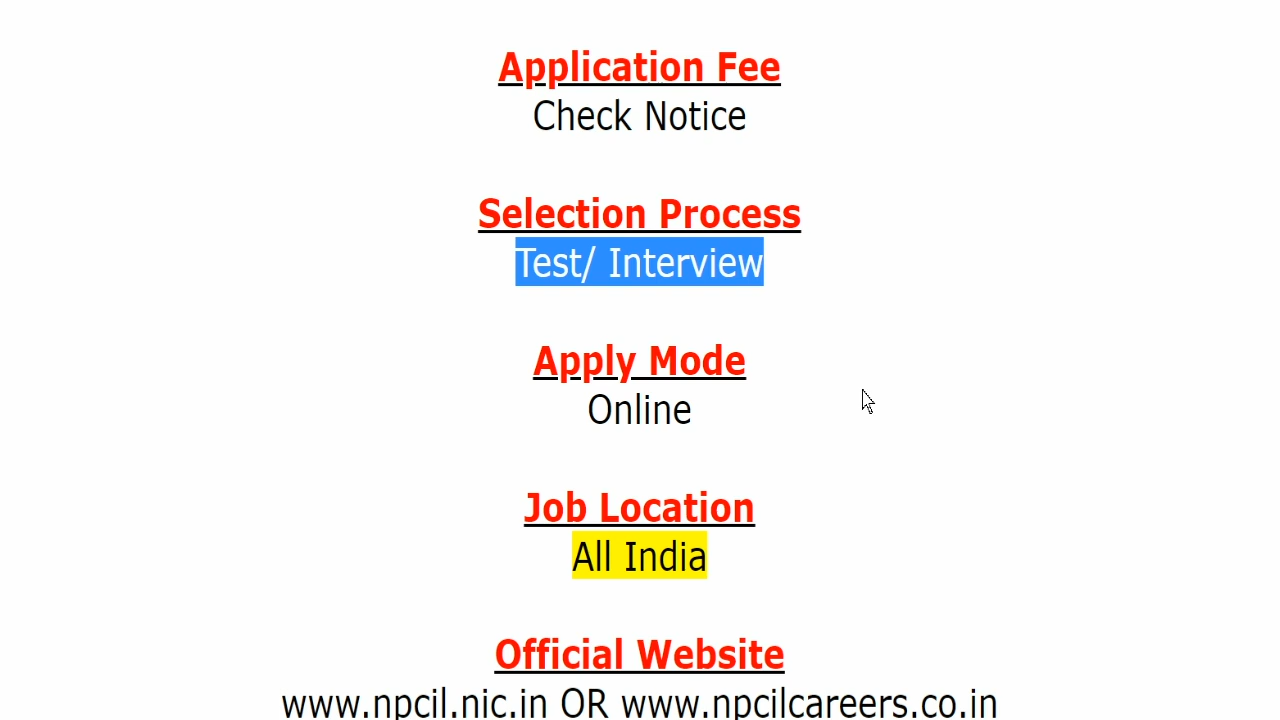 Application Fee
Check Notice
Selection Process
Test/ Interview
Apply Mode
Online
Job Location
All India
Official Website
www.npcil.nic.in OR www.npcilcareers.co.in